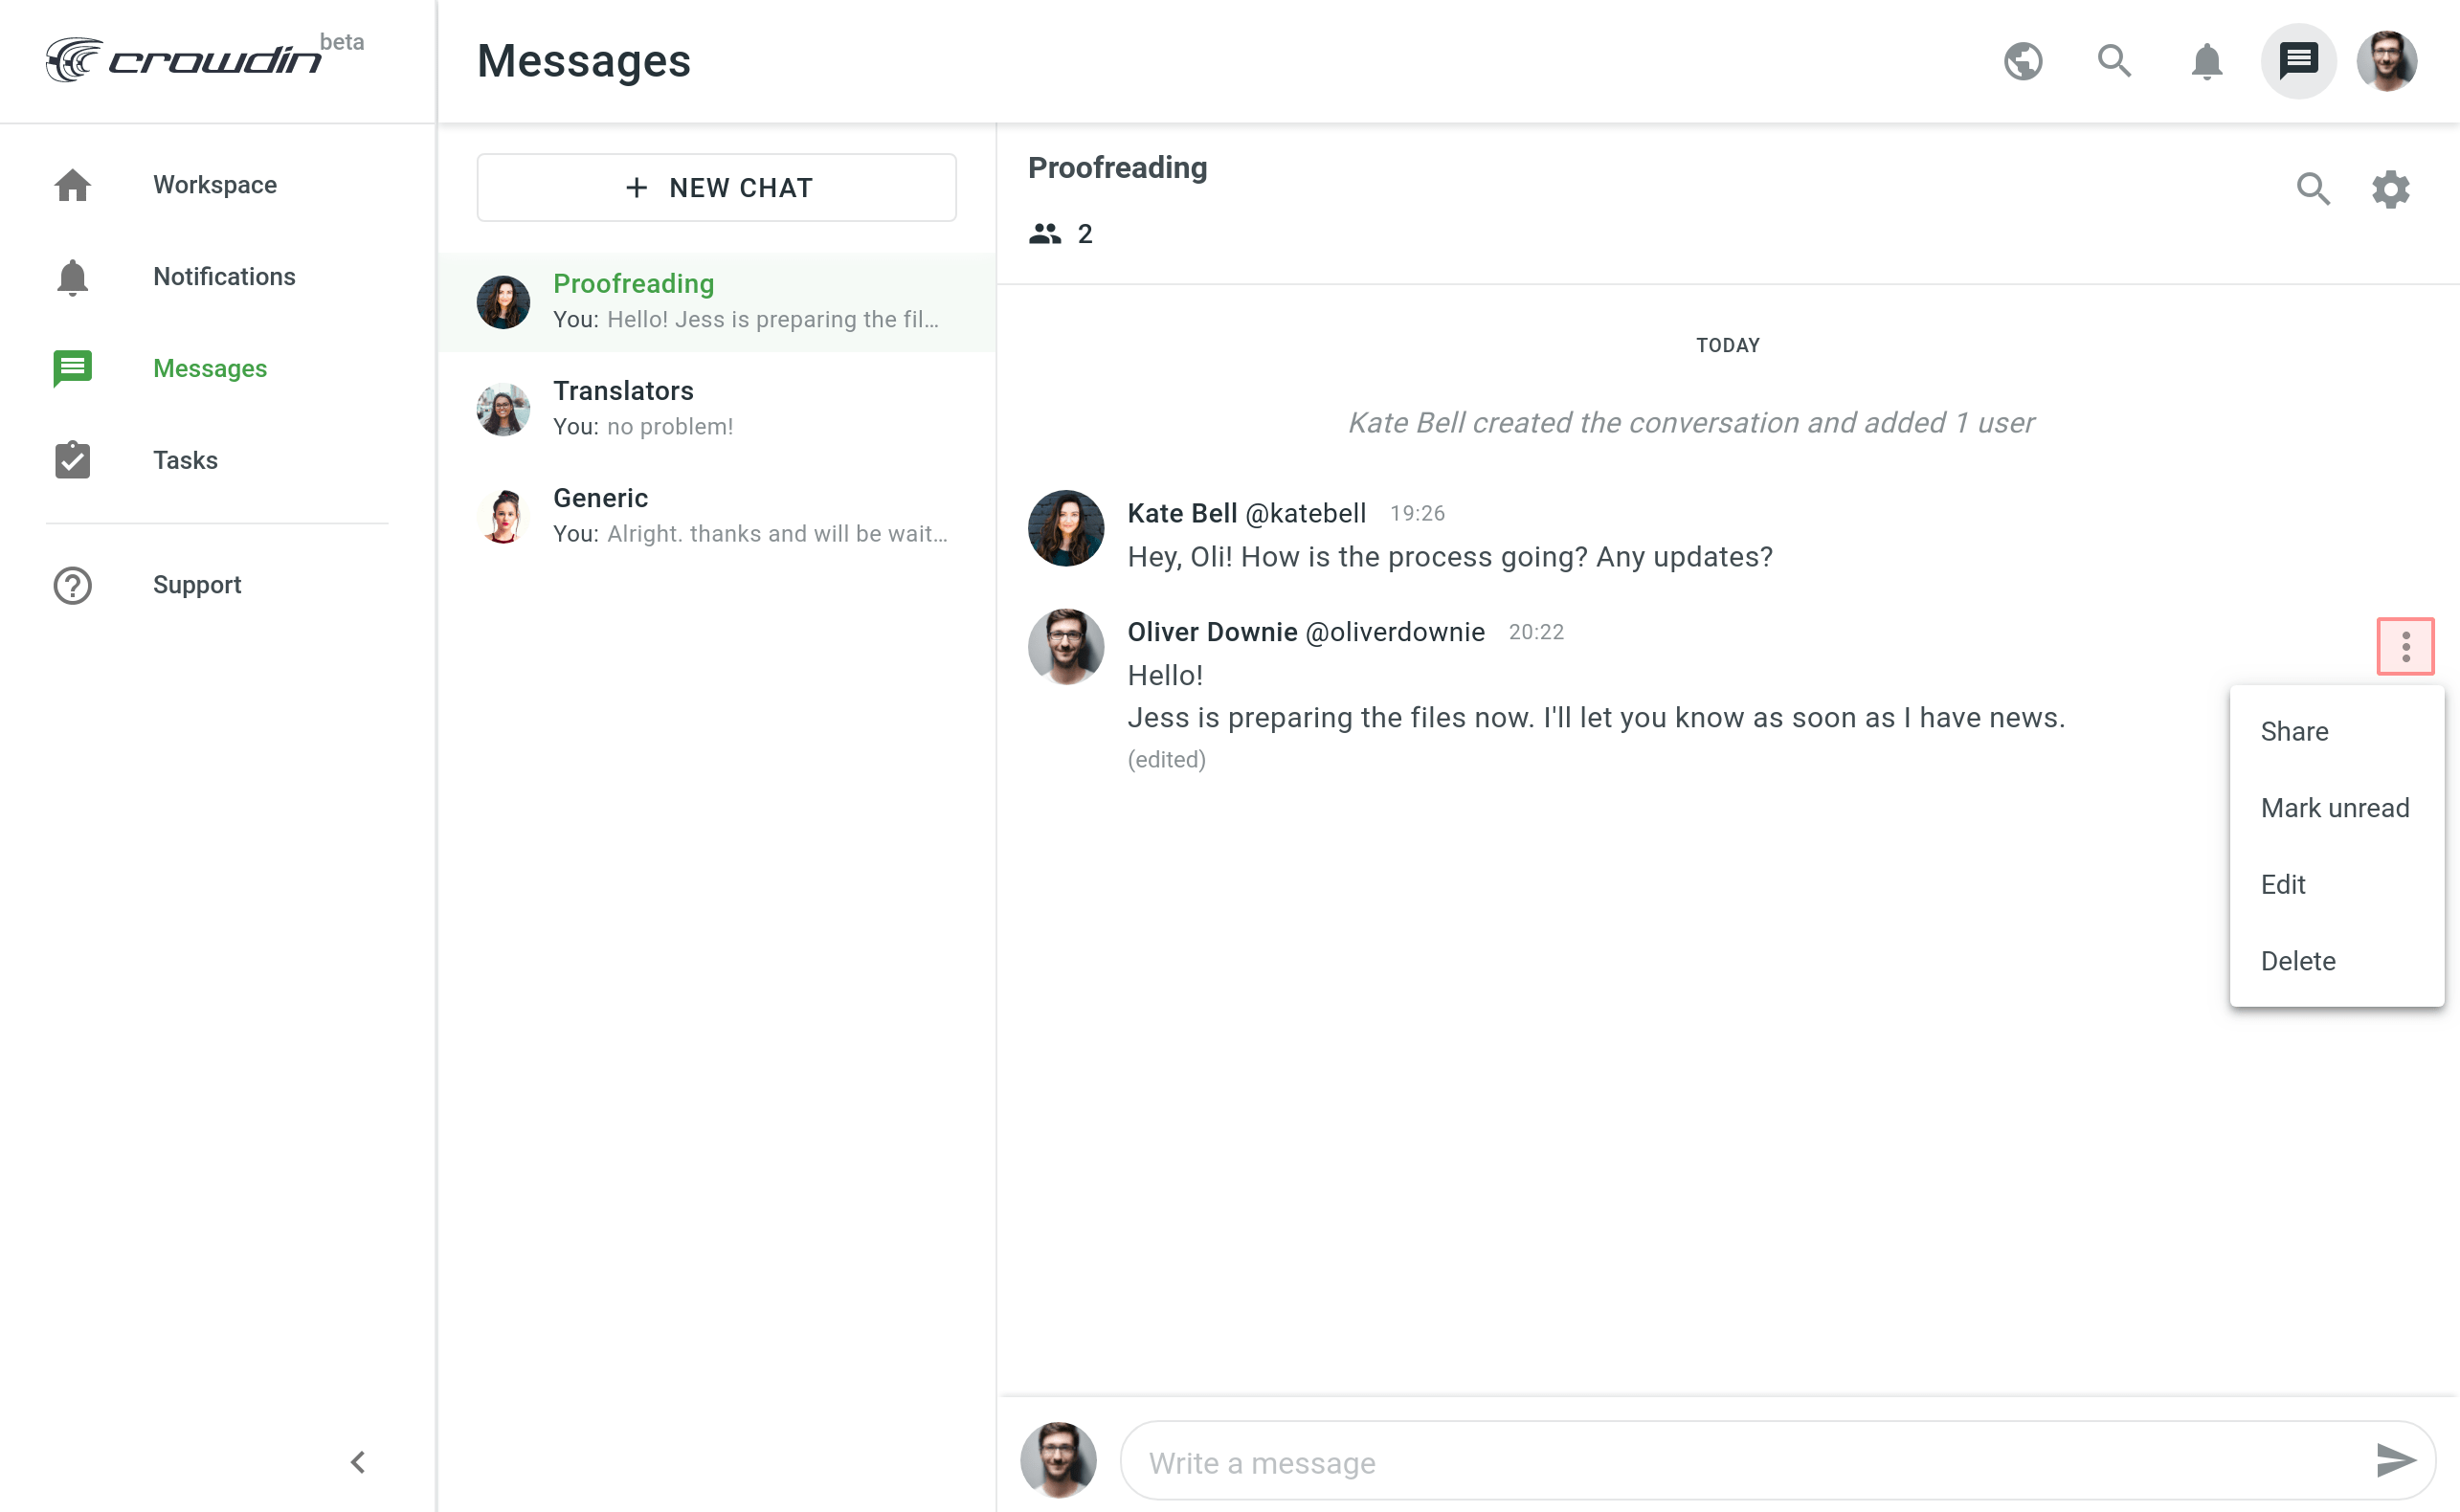 crowdin beta
Messages
Workspace
Notifications
Messages
Tasks
Support
NEW CHAT
Proofreading
You: Hello! Jess is preparing the fil...
Translators
You: no problem!
Generic
You: Alright. thanks and will be wait...
Proofreading
2
TODAY
Kate Bell created the conversation and added 1 user
Kate Bell @katebell 19:26
Hey, Oli! How is the process going? Any updates?
Oliver Downie @oliverdownie 20:22
Hello!
Jess is preparing the files now. I'll let you know as soon as I have news.
(edited)
Share
Mark unread
Edit
Delete
Write a message